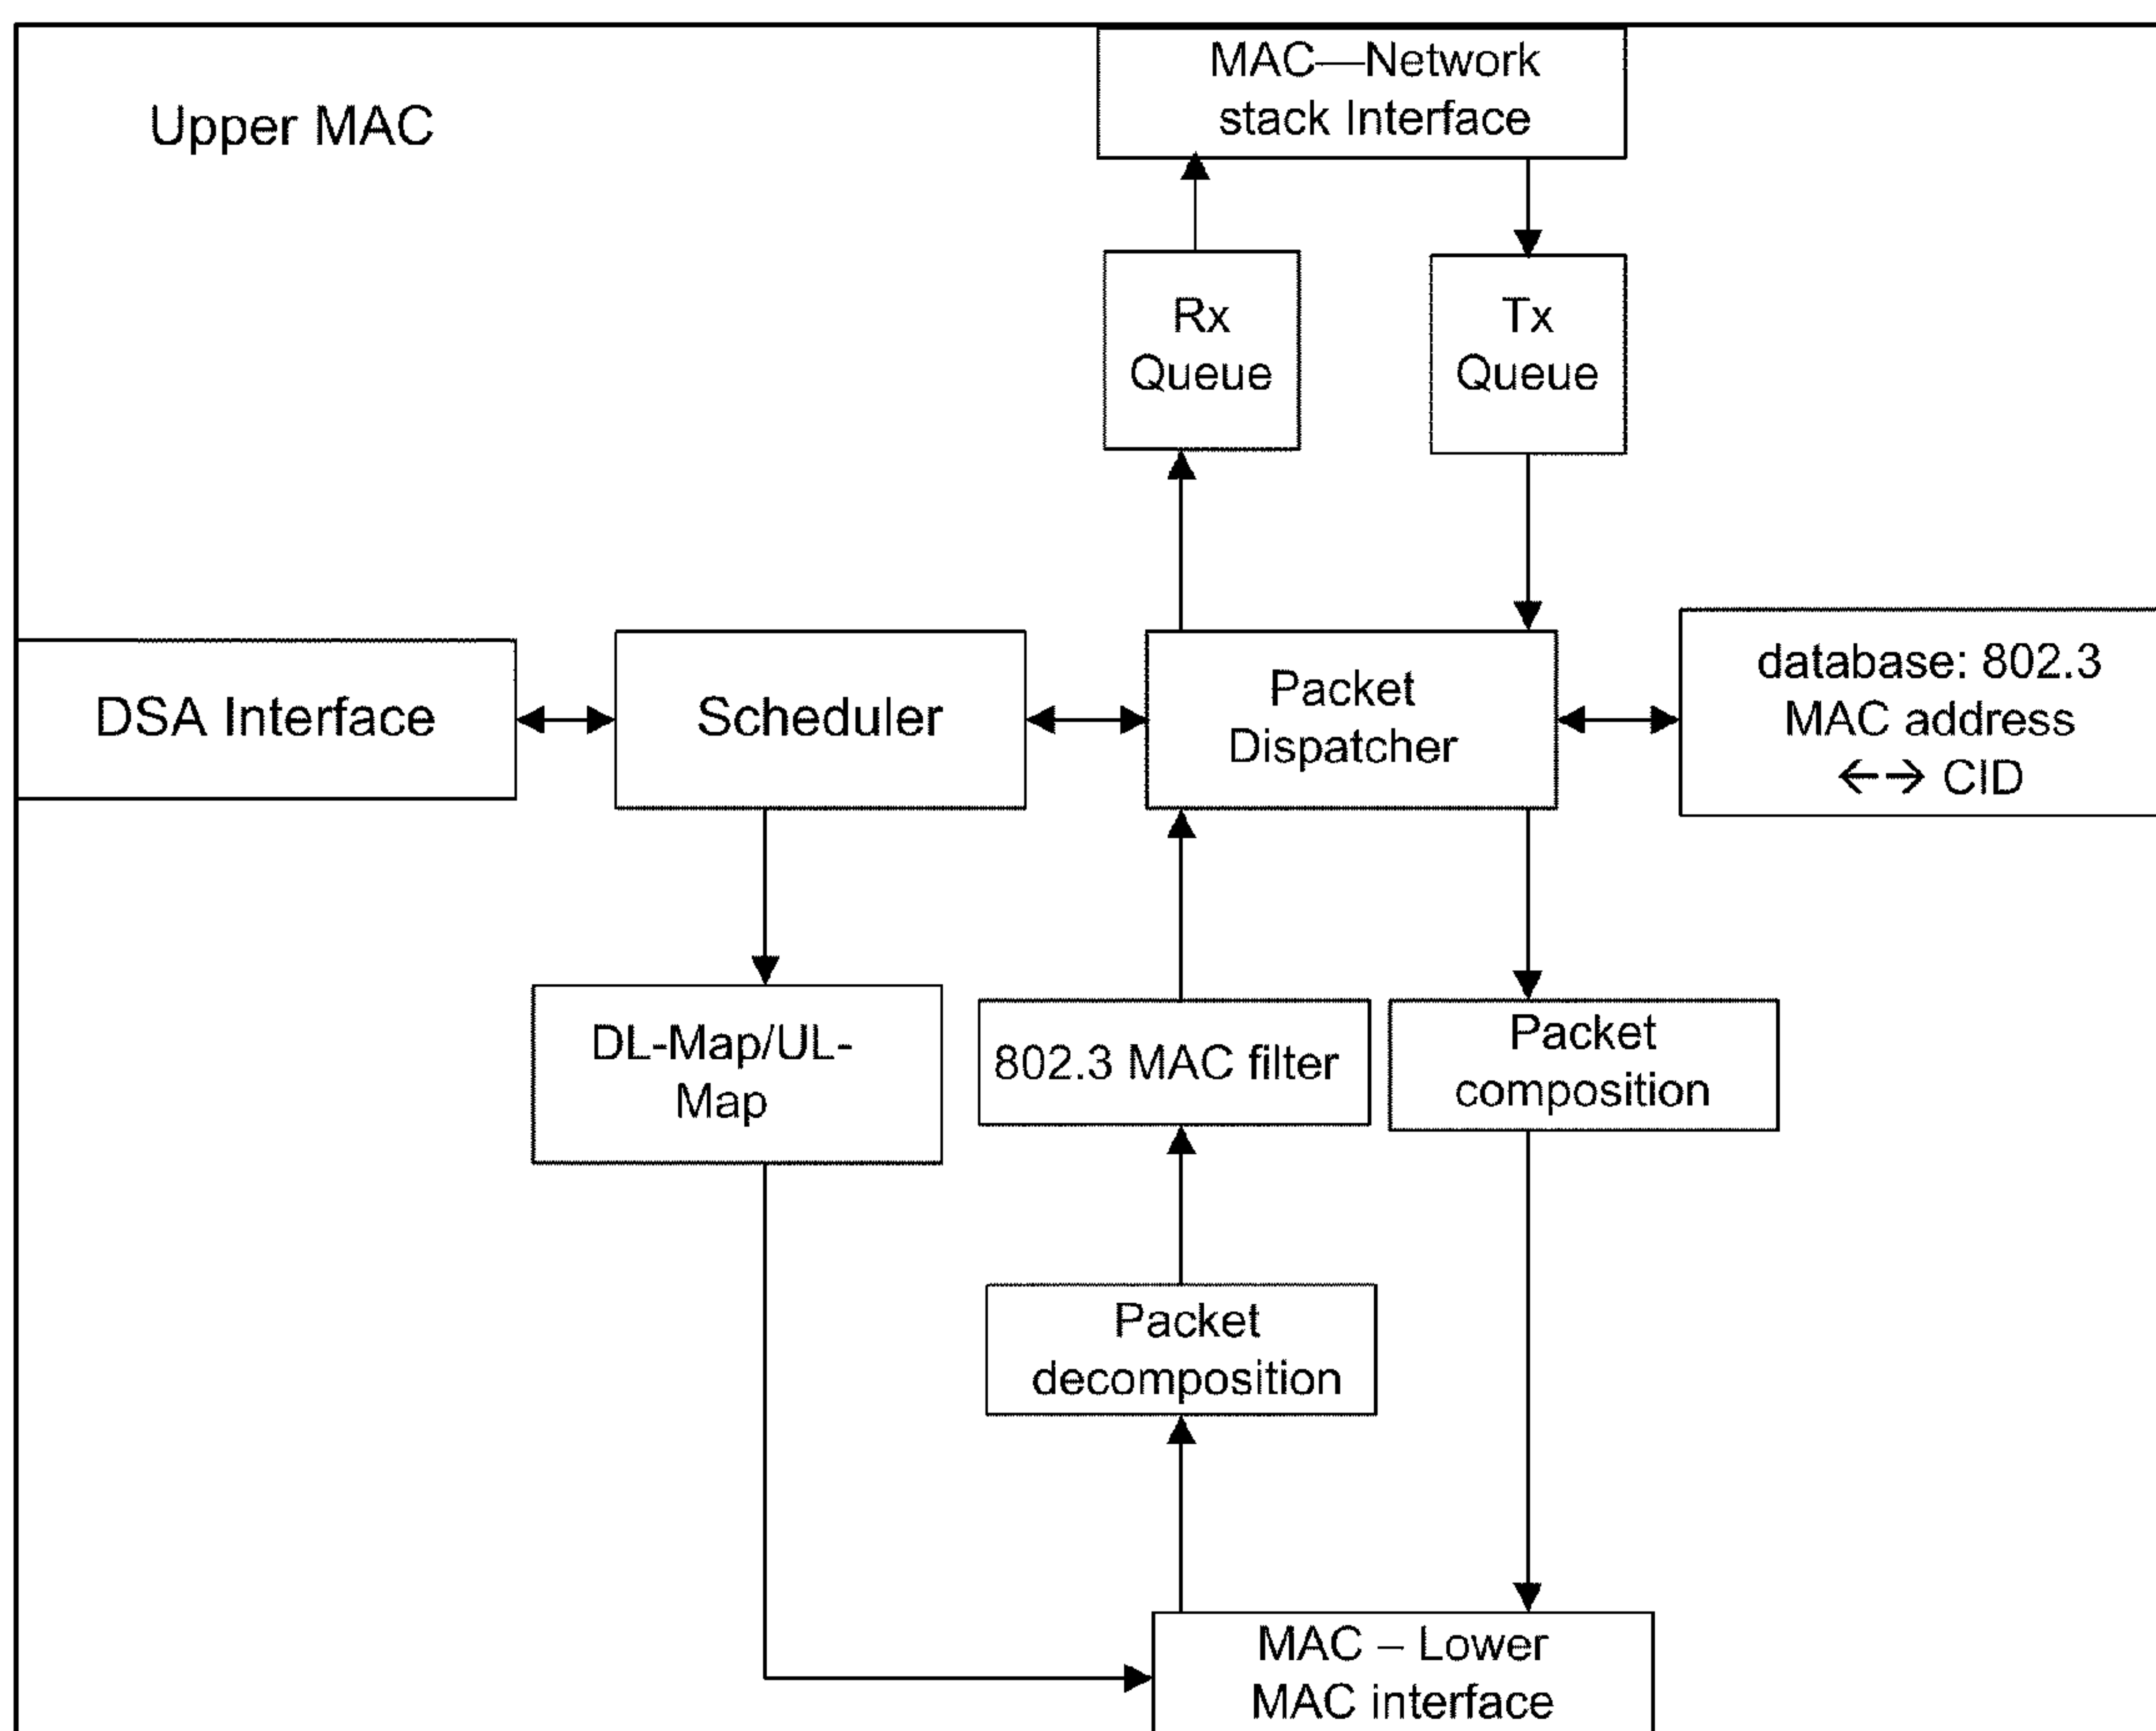 MAC—Network
stack Interface
Upper MAC
Rx
Queue
Tx
Queue
DSA Interface
Scheduler
Packet
Dispatcher
database: 802.3
MAC address
←→ CID
DL-Map/UL-
Map
802.3 MAC filter
Packet
composition
Packet
decomposition
MAC – Lower
MAC interface